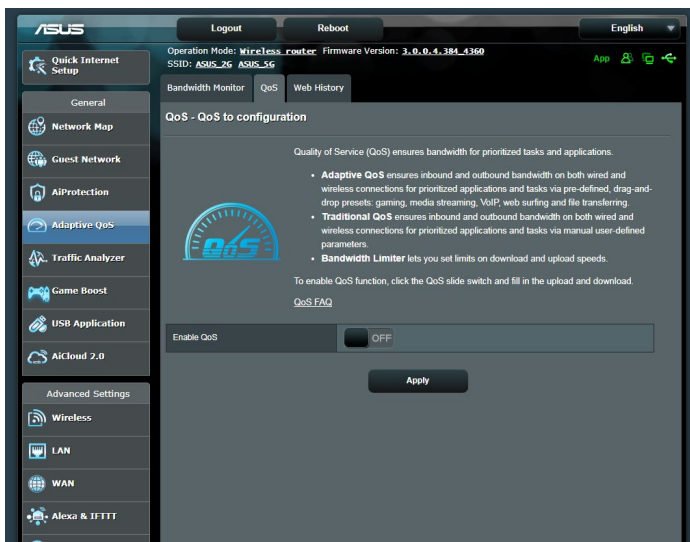 ASUS
Logout
Reboot
English
Quick Internet
Setup
Operation Mode: Wireless router Firmware Version: 3.0.0.4.384_4360
SSID: ASUS_2G ASUS_5G
App
Bandwidth Monitor
QoS
Web History
General
Network Map
Guest Network
AiProtection
Adaptive QoS
Traffic Analyzer
Game Boost
USB Application
AiCloud 2.0
Advanced Settings
Wireless
LAN
WAN
Alexa & IFTTT
QoS - QoS to configuration
QoS
Quality of Service (QoS) ensures bandwidth for prioritized tasks and applications.
• Adaptive QoS ensures inbound and outbound bandwidth on both wired and
wireless connections for prioritized applications and tasks via pre-defined, drag-and-
drop presets: gaming, media streaming, VoIP, web surfing and file transferring.
• Traditional QoS ensures inbound and outbound bandwidth on both wired and
wireless connections for prioritized applications and tasks via manual user-defined
parameters.
• Bandwidth Limiter lets you set limits on download and upload speeds.
To enable QoS function, click the QoS slide switch and fill in the upload and download.
QoS FAQ
Enable QoS
OFF
Apply